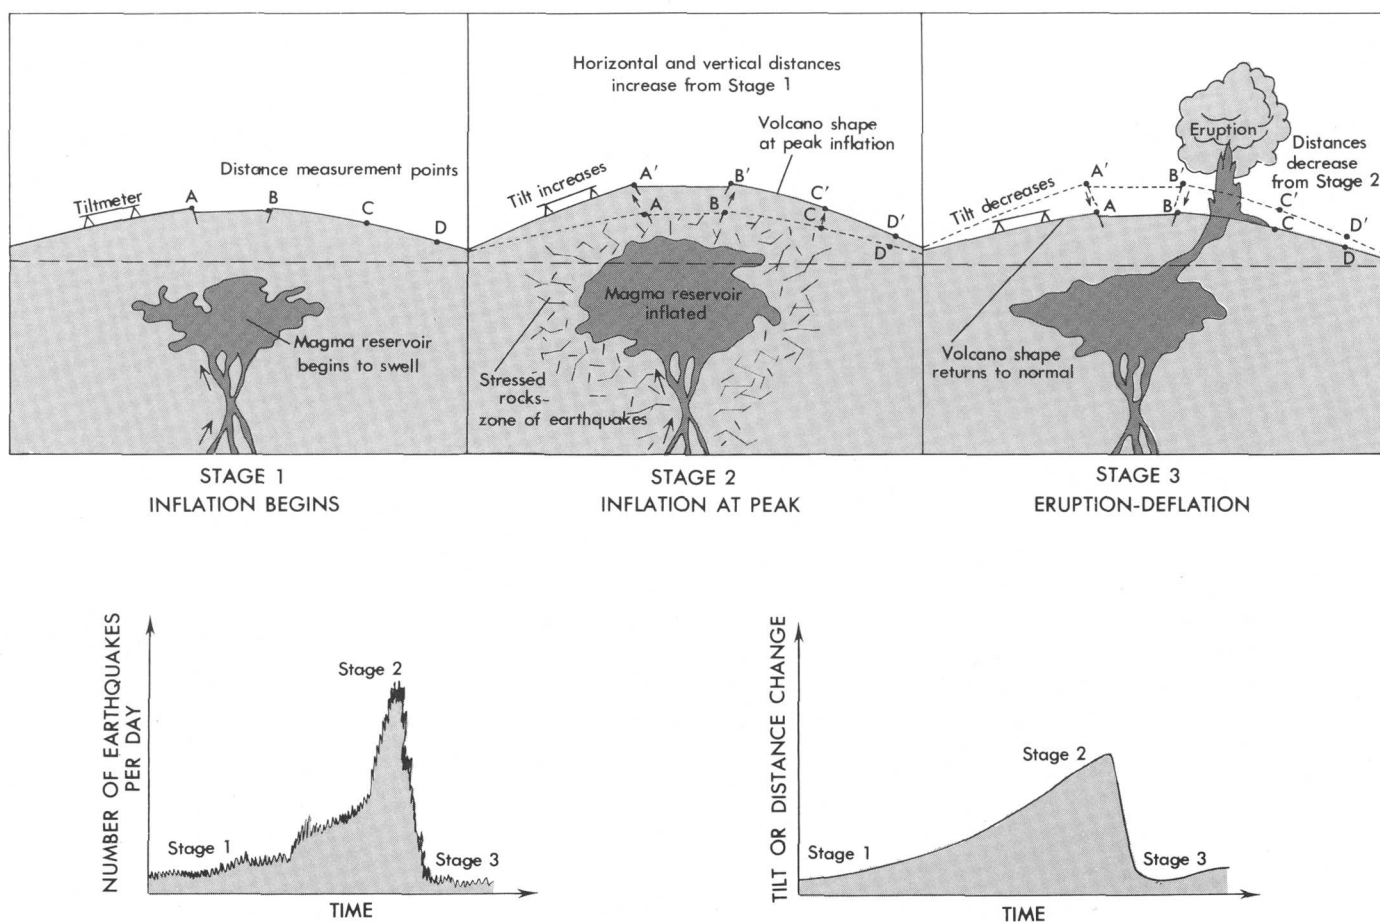 Distance measurement points
Tiltmeter
A
B
C
D
Magma reservoir
begins to swell
STAGE 1
INFLATION BEGINS
Horizontal and vertical distances
increase from Stage 1
Volcano shape
at peak inflation
Tilt increases
A'
B'
C'
D'
A
B
C
D
Magma reservoir
inflated
Stressed
rocks-
zone of earthquakes
STAGE 2
INFLATION AT PEAK
Eruption
Distances
decrease
from Stage 2
Tilt decreases
A'
B'
C'
D'
A
B
C
D
Volcano shape
returns to normal
STAGE 3
ERUPTION-DEFLATION
NUMBER OF EARTHQUAKES
PER DAY
Stage 1
Stage 2
Stage 3
TIME
TILT OR DISTANCE CHANGE
Stage 1
Stage 2
Stage 3
TIME